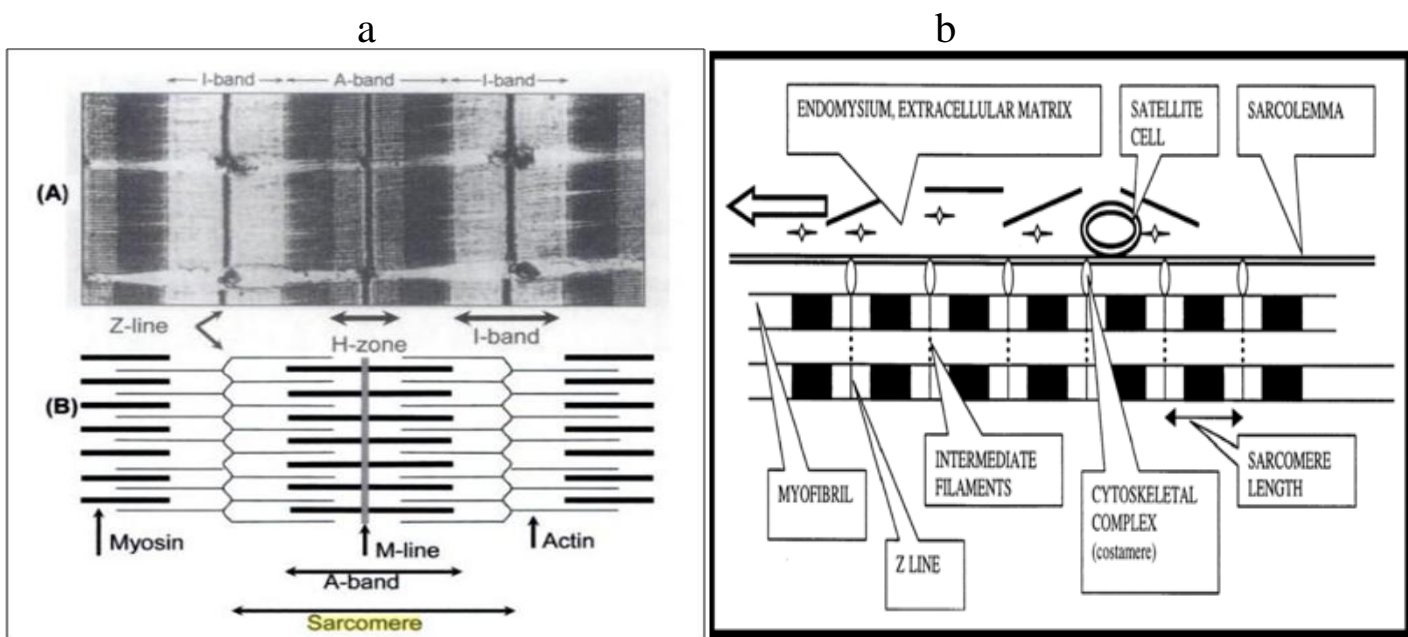 a
b
I-band
A-band
I-band
(A)
Z-line
H-zone
I-band
(B)
Myosin
M-line
Actin
A-band
Sarcomere
ENDOMYSIUM, EXTRACELLULAR MATRIX
SATELLITE
CELL
SARCOLEMMA
MYOFIBRIL
Z LINE
INTERMEDIATE
FILAMENTS
CYTOSKELETAL
COMPLEX
(costamere)
SARCOMERE
LENGTH